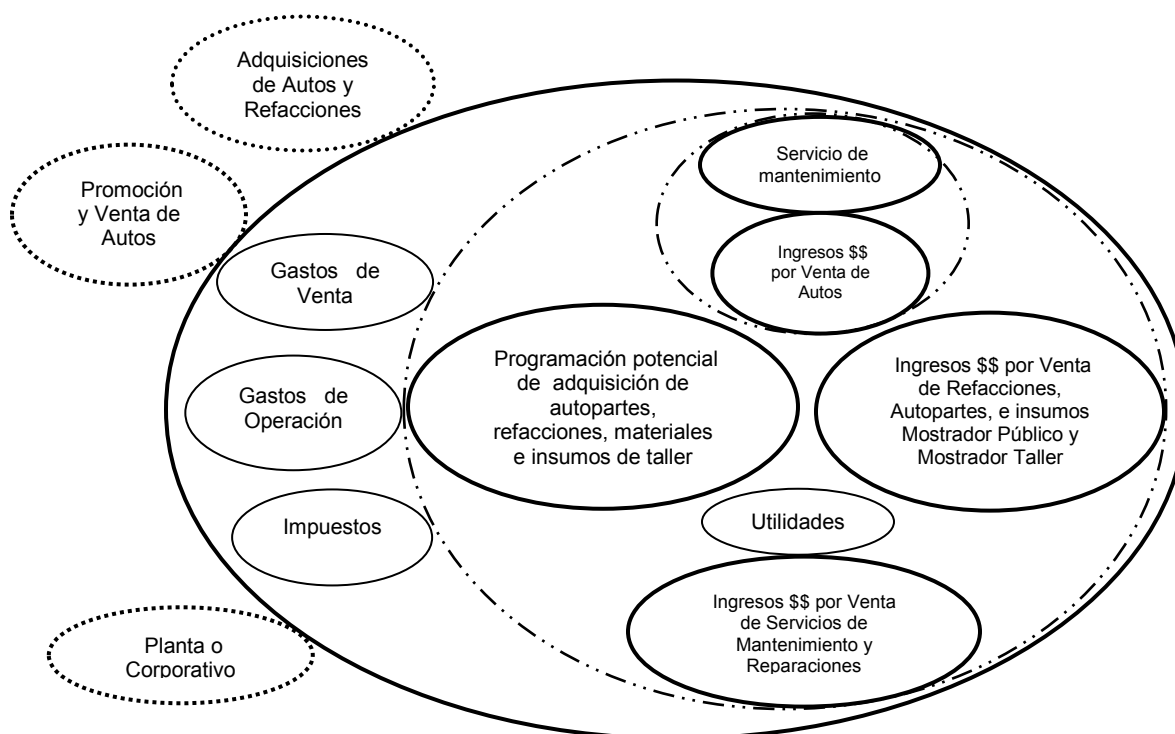 Adquisiciones
de Autos y
Refacciones
Promoción
y Venta de
Autos
Servicio de
mantenimiento
Ingresos $$
por Venta de
Autos
Gastos de
Venta
Gastos de
Operación
Impuestos
Programación potencial
de adquisición de
autopartes,
refacciones, materiales
e insumos de taller
Ingresos $$ por Venta
de Refacciones,
Autopartes, e insumos
Mostrador Público y
Mostrador Taller
Utilidades
Ingresos $$ por Venta
de Servicios de
Mantenimiento y
Reparaciones
Planta o
Corporativo